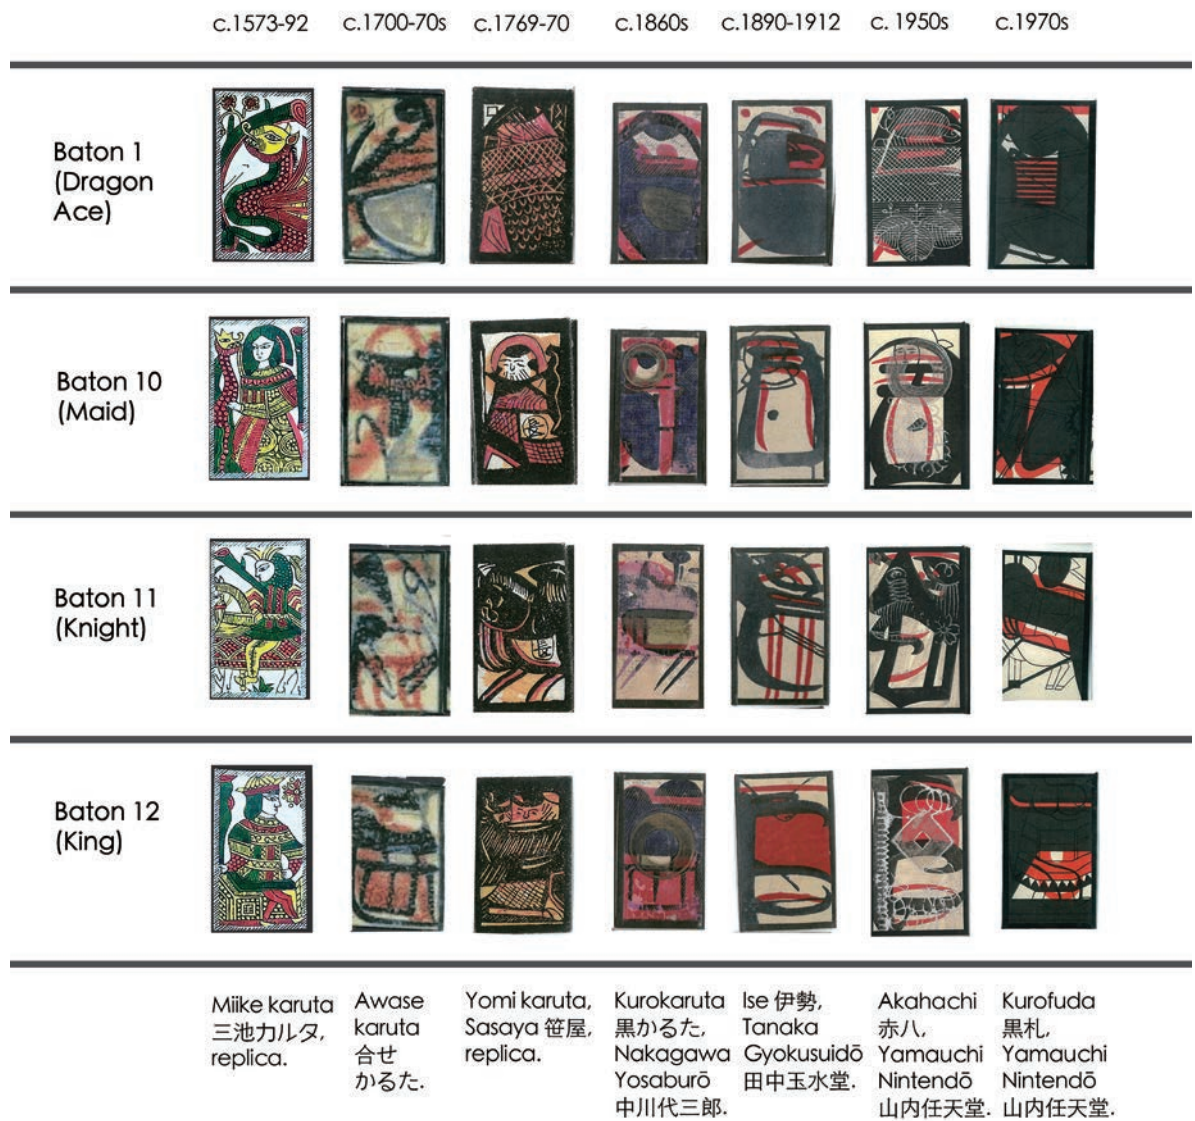 c.1573-92
c.1700-70s
c.1769-70
c.1860s
c.1890-1912
c. 1950s
c.1970s
Baton 1
(Dragon
Ace)
Baton 10
(Maid)
Baton 11
(Knight)
Baton 12
(King)
Miike karuta
三池カルタ,
replica.
Awase
karuta
合せ
かるた.
Yomi karuta,
Sasaya 笹屋,
replica.
Kurokaruta
黒かるた,
Nakagawa
Yosaburō
中川代三郎.
Ise 伊勢,
Tanaka
Gyokusuidō
田中玉水堂.
Akahachi
赤八,
Yamauchi
Nintendō
山内任天堂.
Kurofuda
黒札,
Yamauchi
Nintendō
山内任天堂.